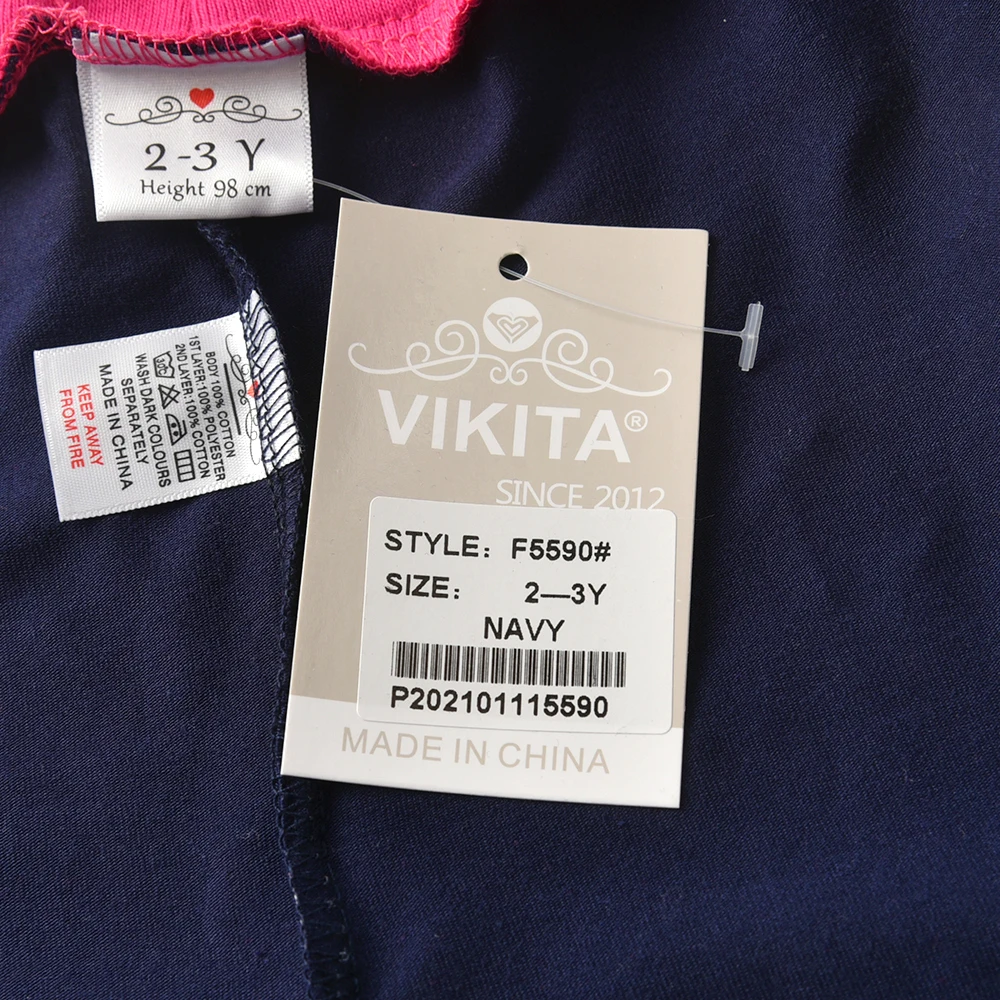 2-3 Y
Height 98 cm
BODY 100% COTTON
1ST LAYER:100% POLYESTER
2ND LAYER:100% COTTON
30°C
WASH DARK COLOURS
SEPARATELY
MADE IN CHINA
KEEP AWAY
FROM FIRE
VIKITA®
SINCE 2012
STYLE: F5590#
SIZE: 2—3Y
NAVY
P202101115590
MADE IN CHINA